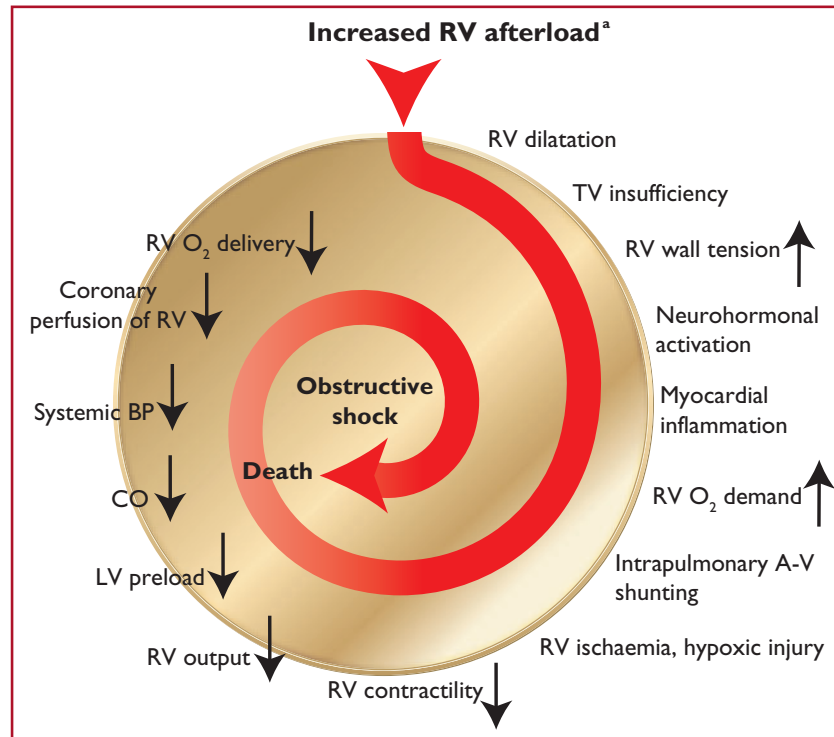 Increased RV afterloadᵃ
RV dilatation
TV insufficiency
RV wall tension
Neurohormonal
activation
Myocardial
inflammation
RV O₂ demand
Intrapulmonary A-V
shunting
RV ischaemia, hypoxic injury
RV contractility
RV output
LV preload
CO
Systemic BP
Coronary
perfusion of RV
RV O₂ delivery
Obstructive
shock
Death